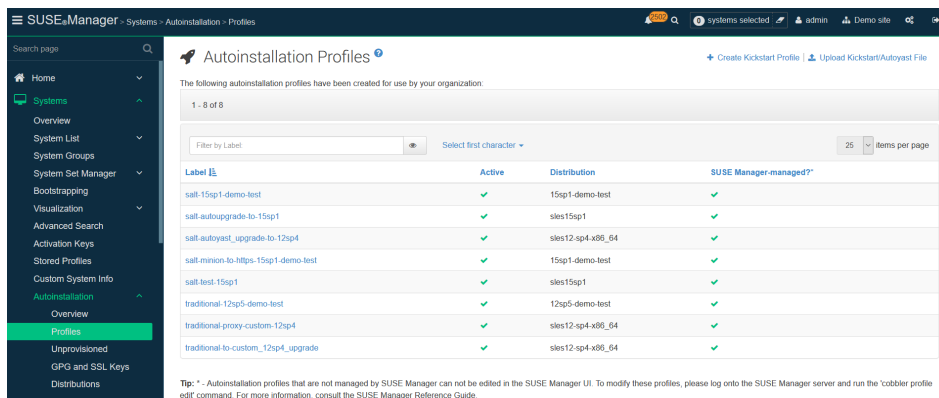 SUSE®Manager > Systems > Autoinstallation > Profiles
2502 0 systems selected admin Demo site
Search page
Home
Systems
Overview
System List
System Groups
System Set Manager
Bootstrapping
Visualization
Advanced Search
Activation Keys
Stored Profiles
Custom System Info
Autoinstallation
Overview
Profiles
Unprovisioned
GPG and SSL Keys
Distributions
Autoinstallation Profiles ?
+ Create Kickstart Profile | Upload Kickstart/Autoyast File
The following autoinstallation profiles have been created for use by your organization:
1 - 8 of 8
Filter by Label: Select first character 25 items per page
Label Active Distribution SUSE Manager-managed?*
salt-15sp1-demo-test 15sp1-demo-test
salt-autoupgrade-to-15sp1 sles15sp1
salt-autoyast_upgrade-to-12sp4 sles12-sp4-x86_64
salt-minion-to-https-15sp1-demo-test 15sp1-demo-test
salt-test-15sp1 sles15sp1
traditional-12sp5-demo-test 12sp5-demo-test
traditional-proxy-custom-12sp4 sles12-sp4-x86_64
traditional-to-custom_12sp4_upgrade sles12-sp4-x86_64
Tip: * - Autoinstallation profiles that are not managed by SUSE Manager can not be edited in the SUSE Manager UI. To modify these profiles, please log onto the SUSE Manager server and run the 'cobbler profile
edit' command. For more information, consult the SUSE Manager Reference Guide.